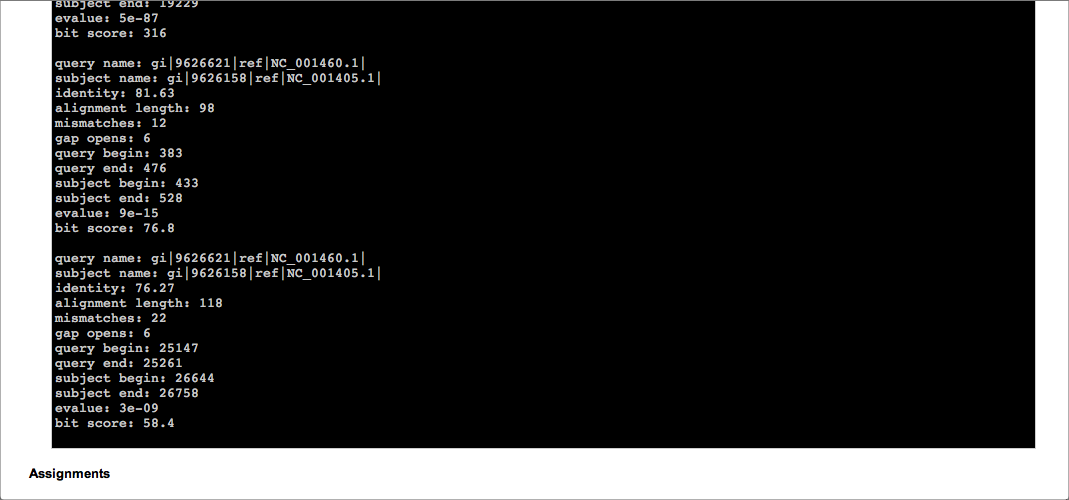 subject end: 19229
evalue: 5e-87
bit score: 316
query name: gi|9626621|ref|NC_001460.1|
subject name: gi|9626158|ref|NC_001405.1|
identity: 81.63
alignment length: 98
mismatches: 12
gap opens: 6
query begin: 383
query end: 476
subject begin: 433
subject end: 528
evalue: 9e-15
bit score: 76.8
query name: gi|9626621|ref|NC_001460.1|
subject name: gi|9626158|ref|NC_001405.1|
identity: 76.27
alignment length: 118
mismatches: 22
gap opens: 6
query begin: 25147
query end: 25261
subject begin: 26644
subject end: 26758
evalue: 3e-09
bit score: 58.4
Assignments